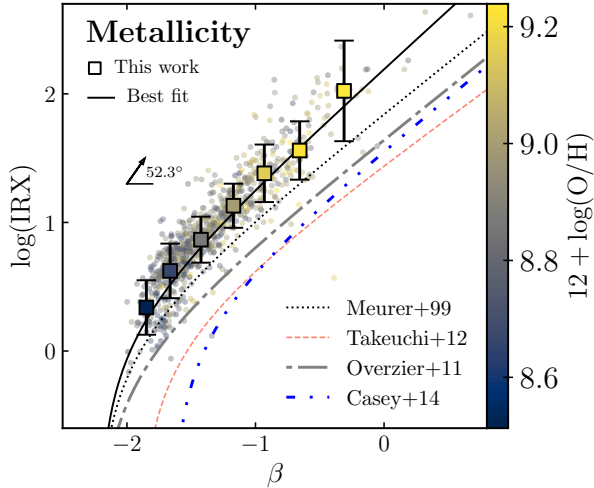 Metallicity
This work
Best fit
52.3°
Meurer+99
Takeuchi+12
Overzier+11
Casey+14
log(IRX)
2
1
0
−2
−1
0
β
9.2
9.0
8.8
8.6
12 + log(O/H)